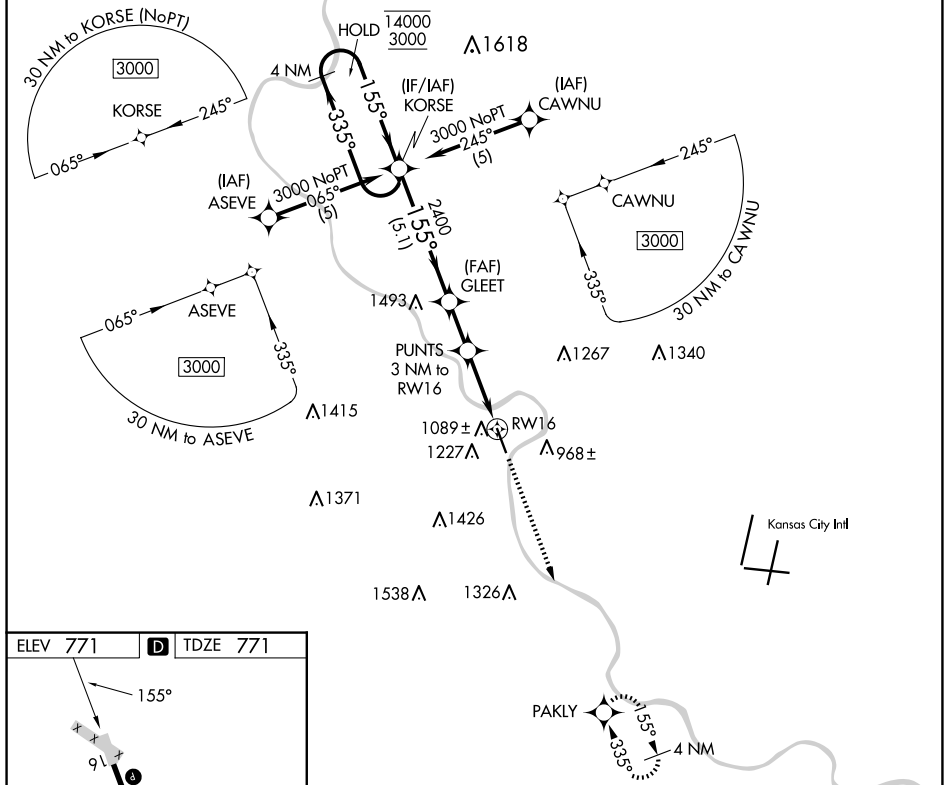 30 NM to KORSE (NoPT)
3000
KORSE
065°
245°
HOLD
14000
3000
1618
4 NM
155°
335°
(IF/IAF)
KORSE
(IAF)
CAWNU
3000 NoPT
245°
(5)
(IAF)
ASEVE
3000 NoPT
065°
(5)
2400
155°
(5.1)
245°
CAWNU
3000
335°
30 NM to CAWNU
(FAF)
GLEET
1493
065°
ASEVE
335°
3000
30 NM to ASEVE
PUNTS
3 NM to
RW16
1267
1340
1415
1089±
RW16
1227
968±
1371
1426
Kansas City Intl
1538
1326
ELEV 771
D
TDZE 771
155°
x x x
16
P
PAKLY
155°
335°
4 NM